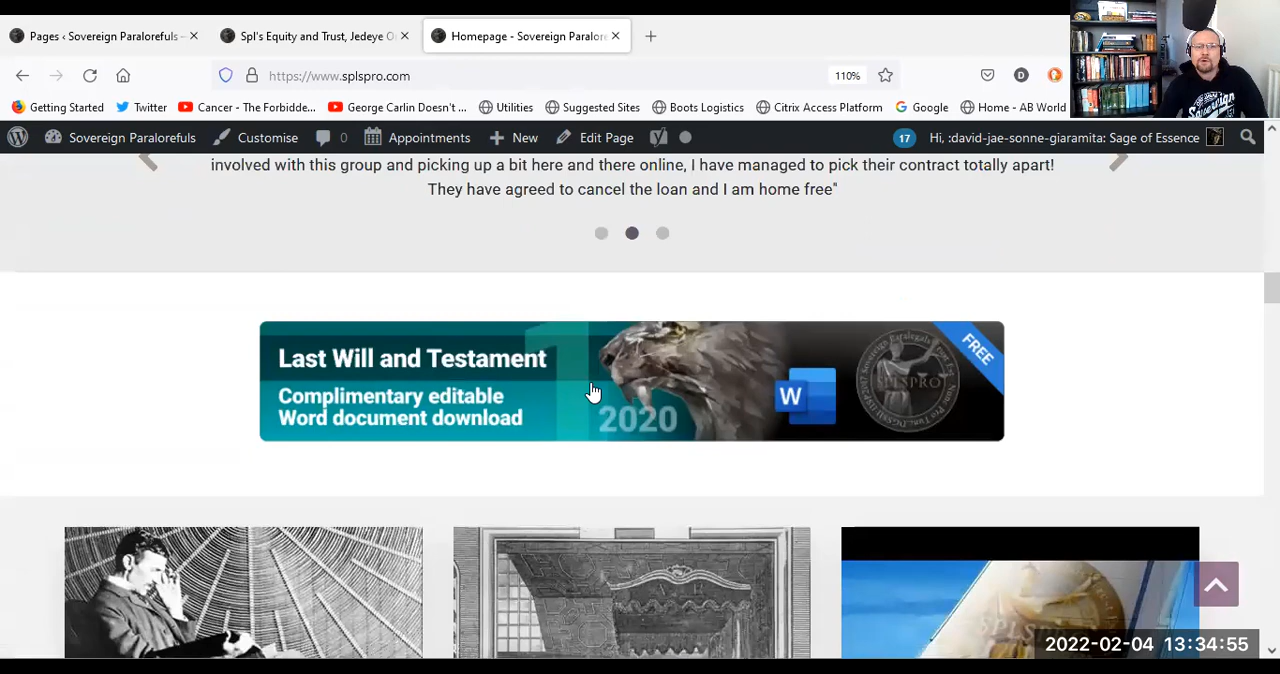 Pages ‹ Sovereign Paralorefuls –
Spl's Equity and Trust, Jedeye O
Homepage - Sovereign Paralore
https://www.splspro.com
110%
Getting Started
Twitter
Cancer - The Forbidde...
George Carlin Doesn't ...
Utilities
Suggested Sites
Boots Logistics
Citrix Access Platform
Google
Home - AB World
Sovereign Paralorefuls
Customise
0
Appointments
New
Edit Page
17
Hi, :david-jae-sonne-giaramita: Sage of Essence
involved with this group and picking up a bit here and there online, I have managed to pick their contract totally apart!
They have agreed to cancel the loan and I am home free"
Last Will and Testament
Complimentary editable
Word document download
1
2020
W
SPLSPRO
FREE
Sovereign
2022-02-04 13:34:55